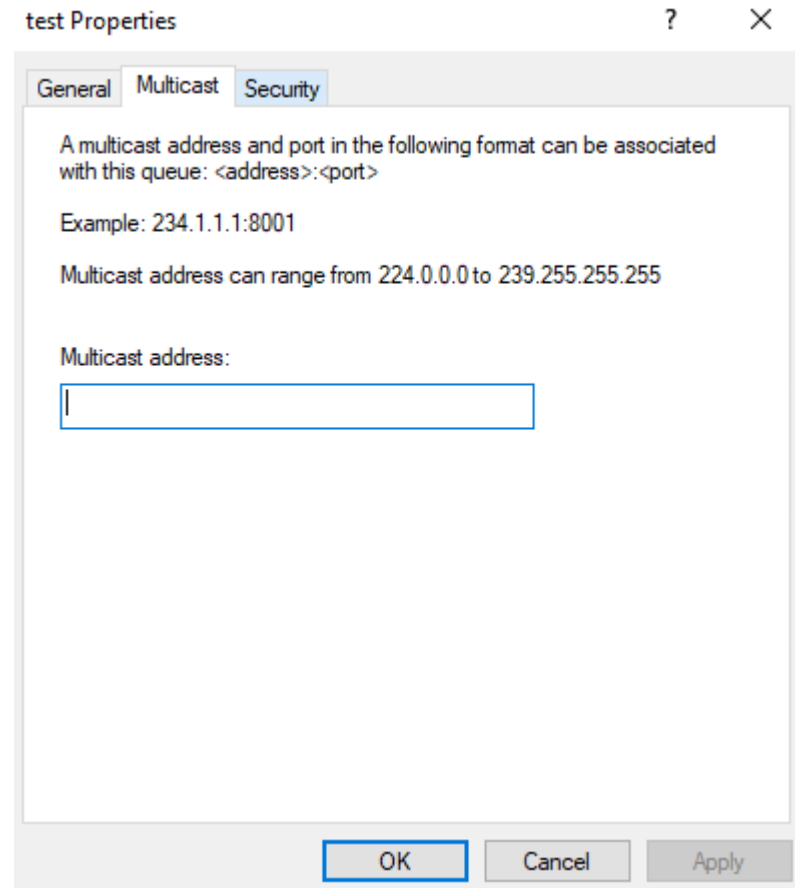 test Properties
?
General
Multicast
Security
A multicast address and port in the following format can be associated
with this queue: <address>:<port>
Example: 234.1.1.1:8001
Multicast address can range from 224.0.0.0 to 239.255.255.255
Multicast address:
OK
Cancel
Apply